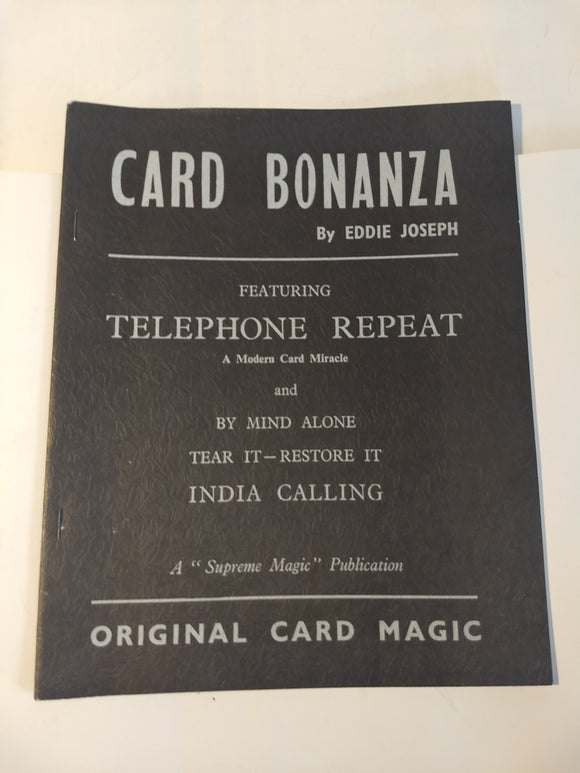 CARD BONANZA
By EDDIE JOSEPH
FEATURING
TELEPHONE REPEAT
A Modern Card Miracle
and
BY MIND ALONE
TEAR IT—RESTORE IT
INDIA CALLING
A "Supreme Magic" Publication
ORIGINAL CARD MAGIC